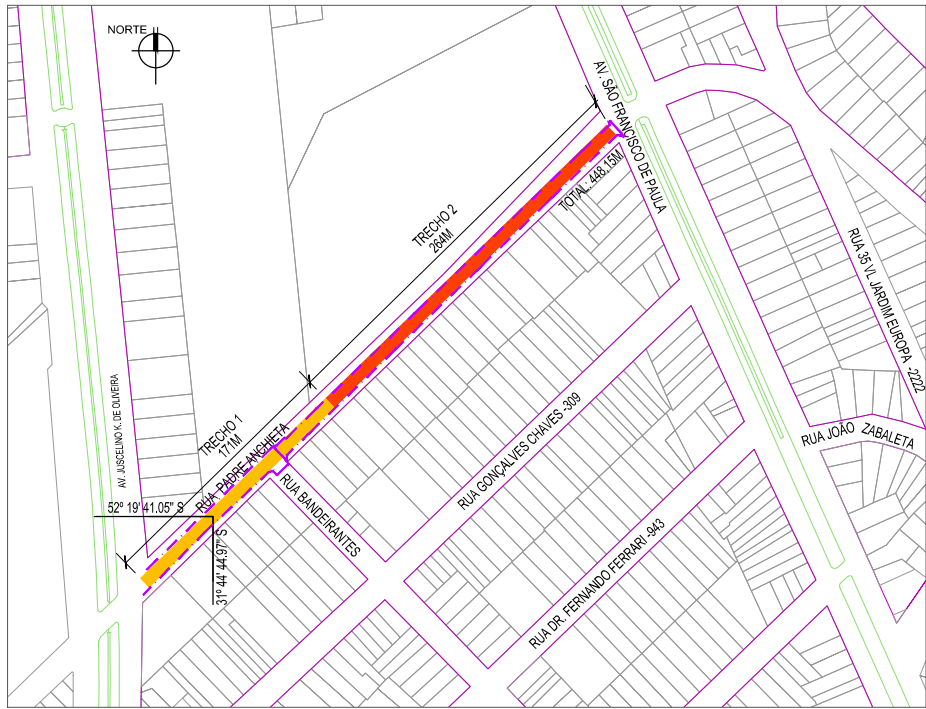 NORTE
AV. SÃO FRANCISCO DE PAULA
TOTAL: 448,15M
TRECHO 2
264M
RUA 35 VL JARDIM EUROPA -2222
AV. JUSCELINO K. DE OLIVEIRA
TRECHO 1
171M
RUA PADRE ANCHIETA
RUA GONÇALVES CHAVES -309
RUA JOÃO ZABALETA
RUA BANDEIRANTES
52º 19' 41.05" S
31º 44' 44.97" S
RUA DR. FERNANDO FERRARI -943